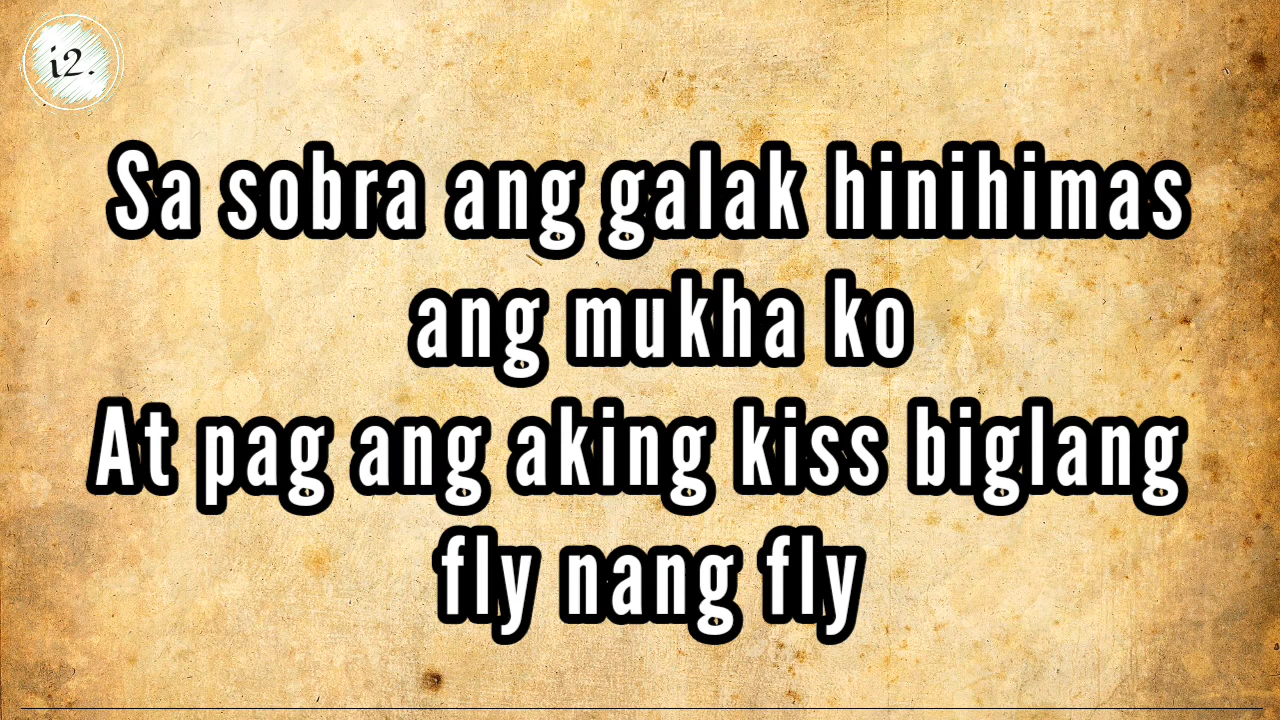 i2.
Sa sobra ang galak hinihimas
ang mukha ko
At pag ang aking kiss biglang
fly nang fly